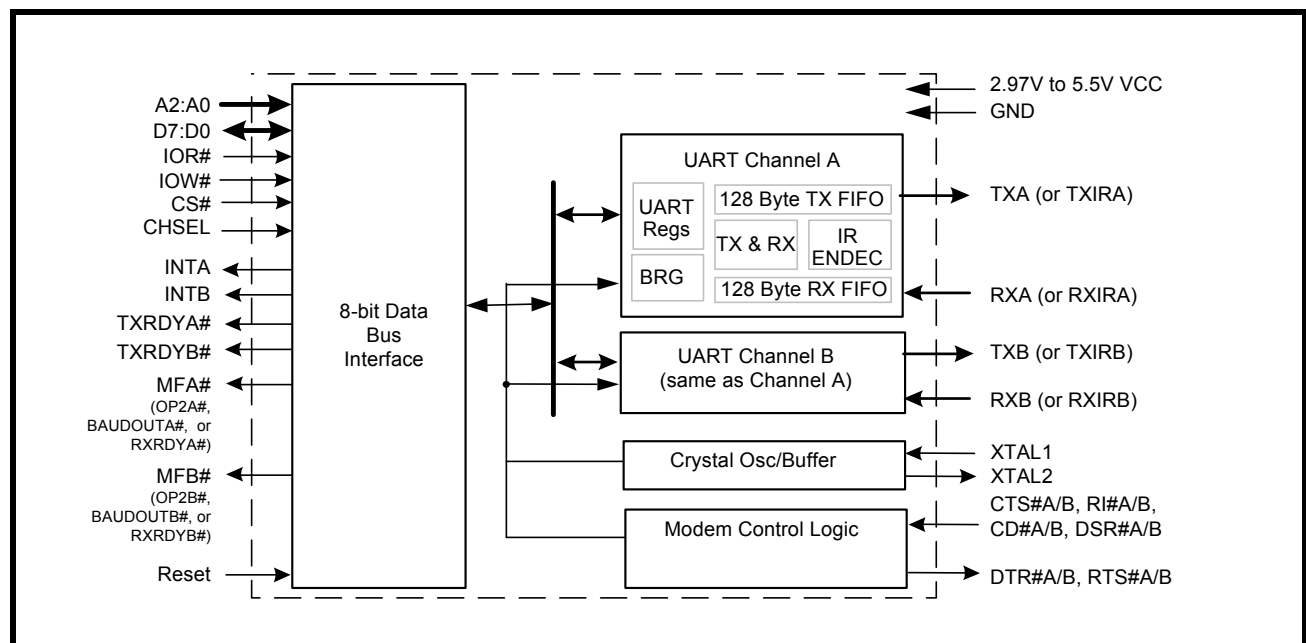 A2:A0
D7:D0
IOR#
IOW#
CS#
CHSEL
INTA
INTB
TXRDYA#
TXRDYB#
MFA#
(OP2A#,
BAUDOUTA#, or
RXRDYA#)
MFB#
(OP2B#,
BAUDOUTB#, or
RXRDYB#)
Reset
8-bit Data
Bus
Interface
UART Channel A
UART
Regs
BRG
128 Byte TX FIFO
TX & RX
IR
ENDEC
128 Byte RX FIFO
UART Channel B
(same as Channel A)
Crystal Osc/Buffer
Modem Control Logic
2.97V to 5.5V VCC
GND
TXA (or TXIRA)
RXA (or RXIRA)
TXB (or TXIRB)
RXB (or RXIRB)
XTAL1
XTAL2
CTS#A/B, RI#A/B,
CD#A/B, DSR#A/B
DTR#A/B, RTS#A/B